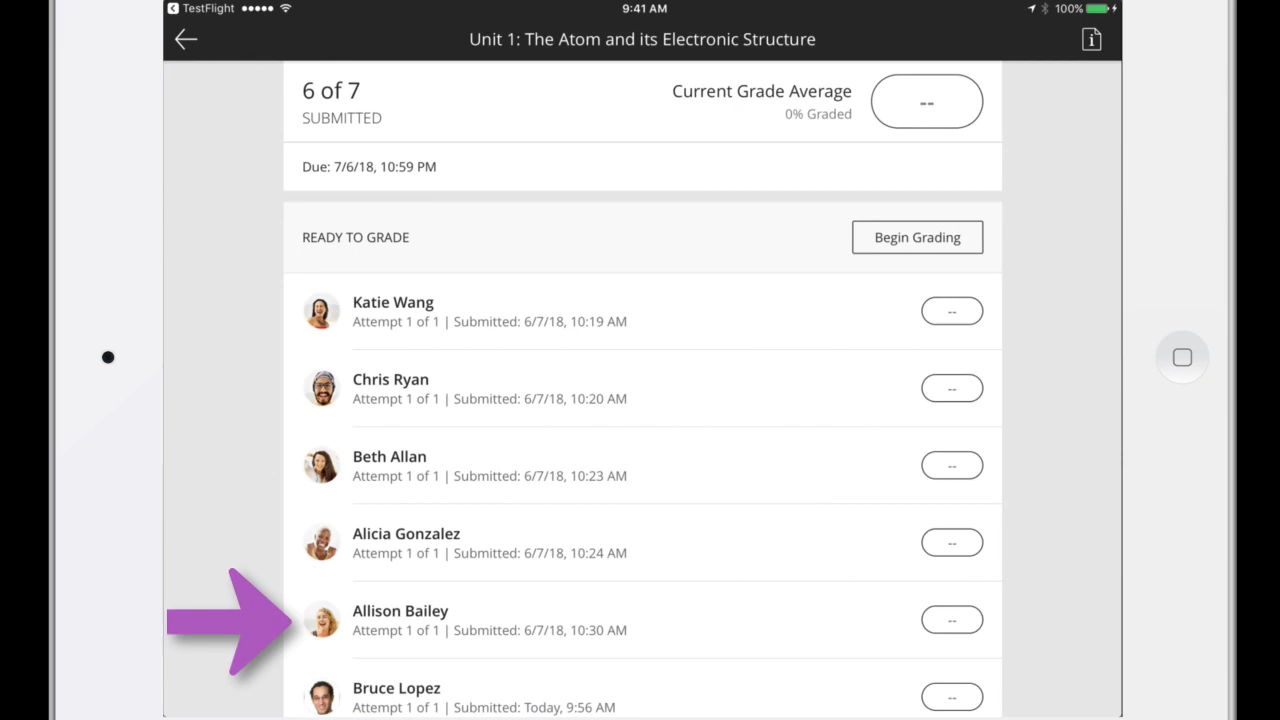 TestFlight
9:41 AM
100%
Unit 1: The Atom and its Electronic Structure
6 of 7
SUBMITTED
Current Grade Average
0% Graded
--
Due: 7/6/18, 10:59 PM
READY TO GRADE
Begin Grading
Katie Wang
Attempt 1 of 1 | Submitted: 6/7/18, 10:19 AM
--
Chris Ryan
Attempt 1 of 1 | Submitted: 6/7/18, 10:20 AM
--
Beth Allan
Attempt 1 of 1 | Submitted: 6/7/18, 10:23 AM
--
Alicia Gonzalez
Attempt 1 of 1 | Submitted: 6/7/18, 10:24 AM
--
Allison Bailey
Attempt 1 of 1 | Submitted: 6/7/18, 10:30 AM
--
Bruce Lopez
Attempt 1 of 1 | Submitted: Today, 9:56 AM
--